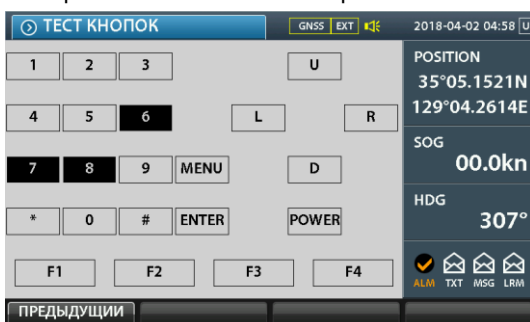 ТЕСТ КНОПОК
GNSS EXT
2018-04-02 04:58 U
1 2 3 U
4 5 6 L R
7 8 9 MENU D
* 0 # ENTER POWER
F1 F2 F3 F4
POSITION
35°05.1521N
129°04.2614E
SOG
00.0kn
HDG
307°
ALM TXT MSG LRM
ПРЕДЫДУЩИИ